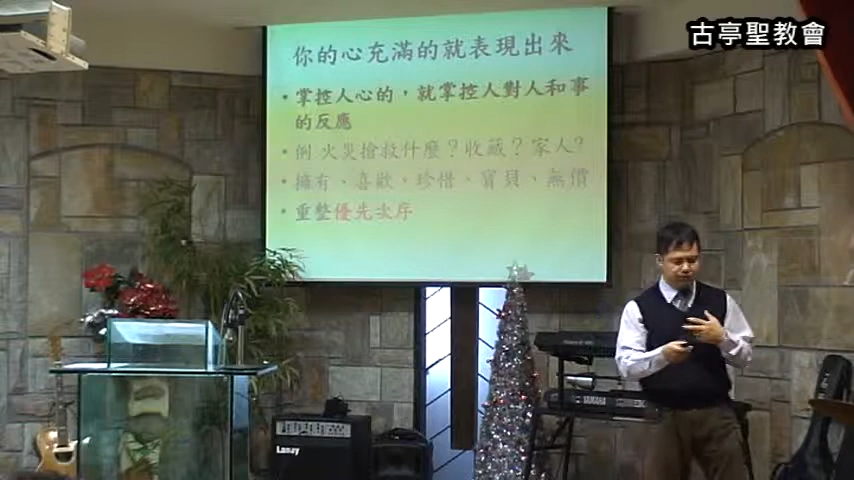 古亭聖教會
你的心充滿的就表現出來
• 掌控人心的，就掌控人對人和事
的反應
• 例 火災搶救什麼？收藏？家人？
• 擁有、喜歡，珍惜、寶貝、無價
• 重整優先次序
Laney
YAMAHA